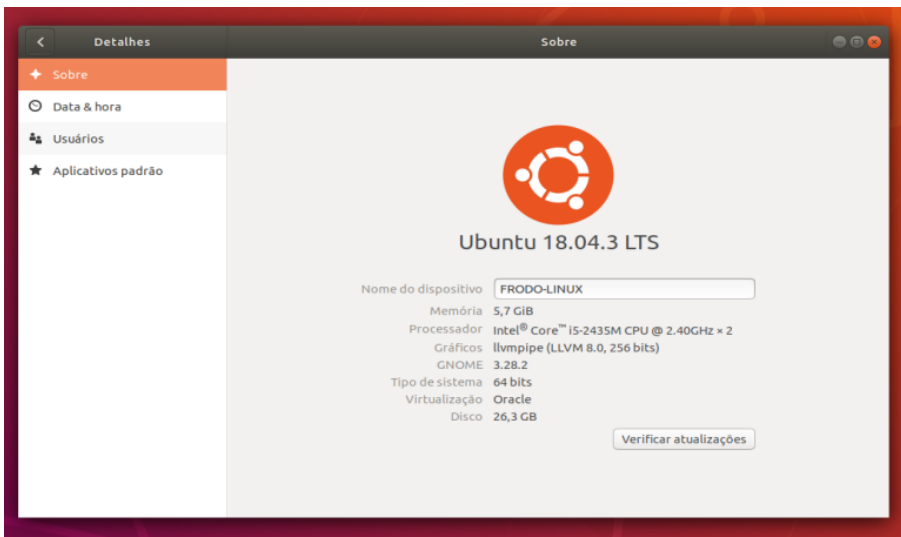 Detalhes
Sobre
Sobre
Data & hora
Usuários
Aplicativos padrão
Ubuntu 18.04.3 LTS
Nome do dispositivo FRODO-LINUX
Memória 5,7 GiB
Processador Intel® Core™ i5-2435M CPU @ 2.40GHz × 2
Gráficos llvmpipe (LLVM 8.0, 256 bits)
GNOME 3.28.2
Tipo de sistema 64 bits
Virtualização Oracle
Disco 26,3 GB
Verificar atualizações